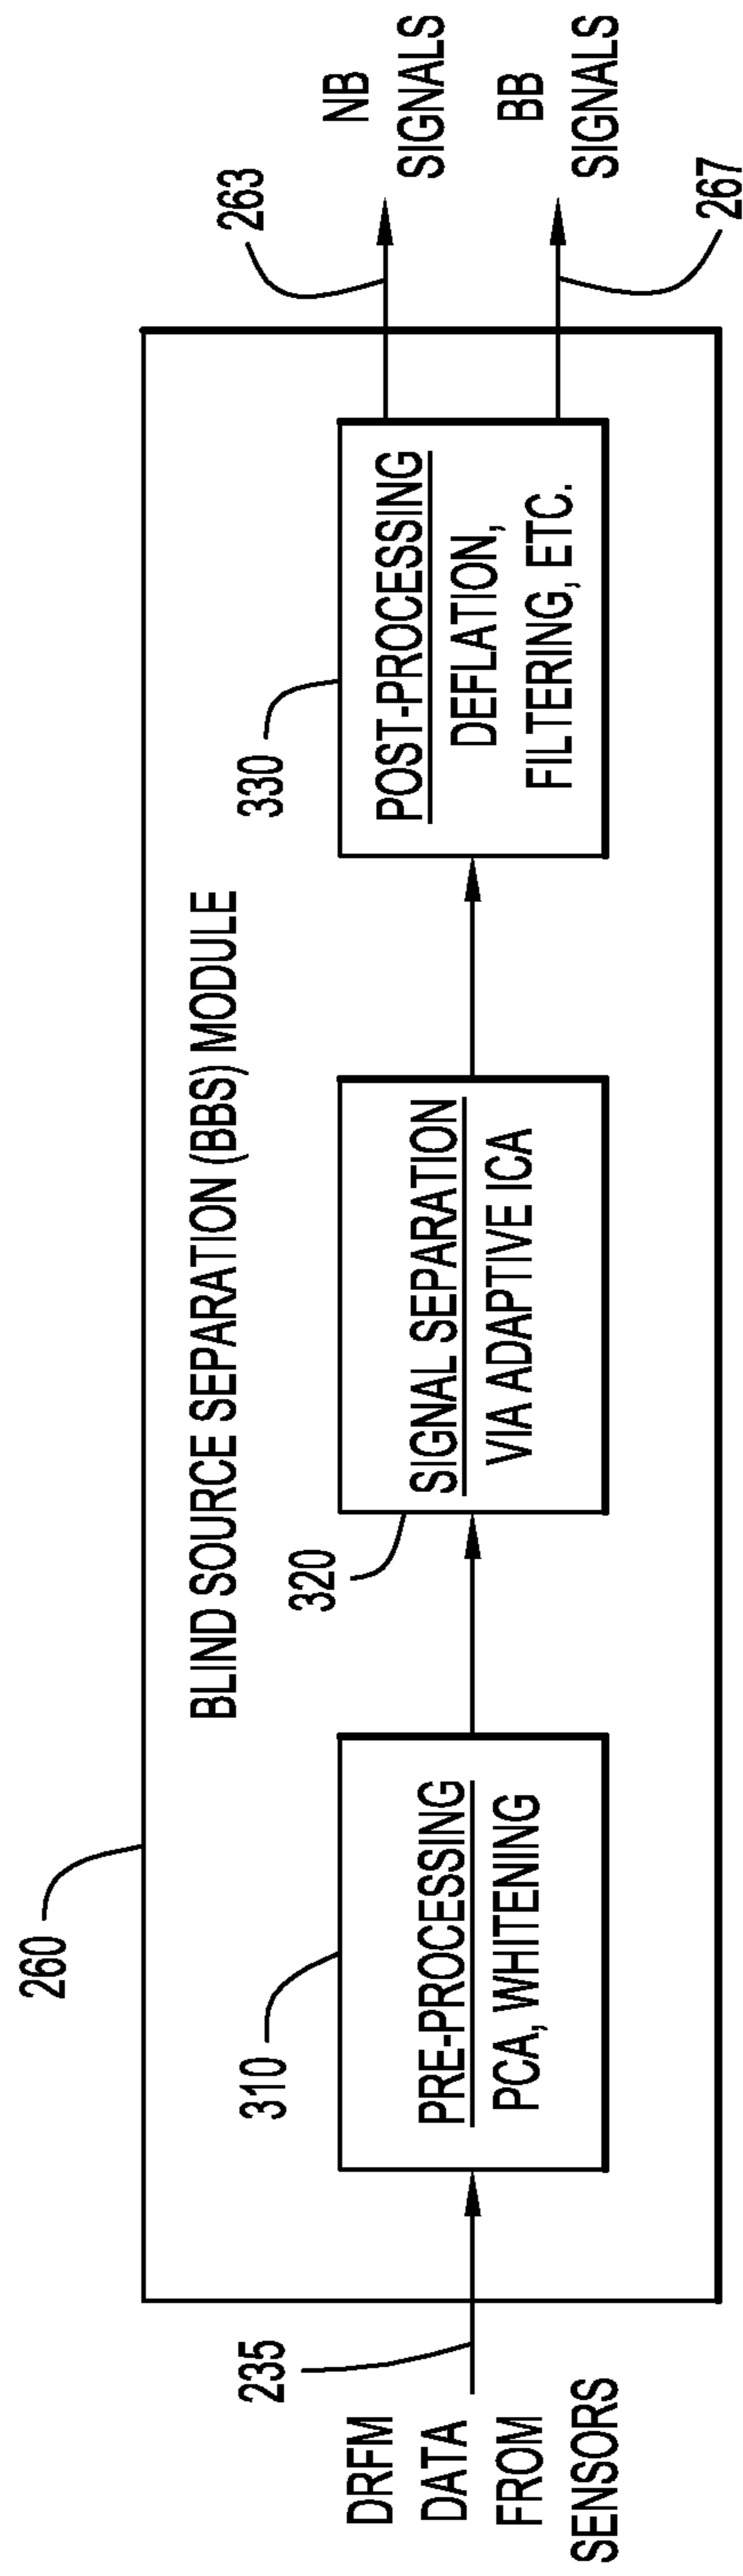 260
BLIND SOURCE SEPARATION (BBS) MODULE
DRFM
DATA
FROM
SENSORS
235
310
PRE-PROCESSING
PCA, WHITENING
320
SIGNAL SEPARATION
VIA ADAPTIVE ICA
330
POST-PROCESSING
DEFLATION,
FILTERING, ETC.
263
NB
SIGNALS
BB
SIGNALS
267